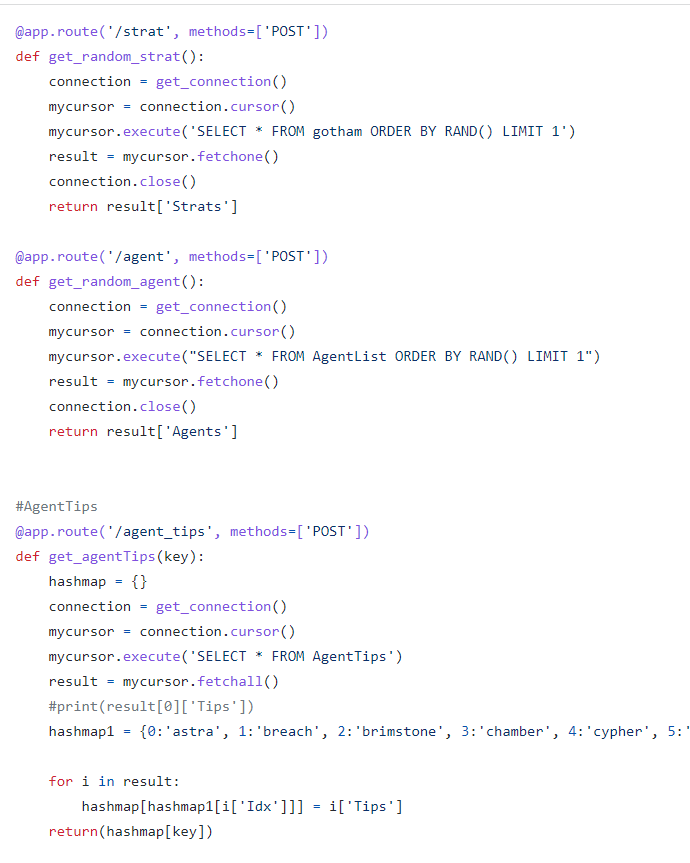 @app.route('/strat', methods=['POST'])
def get_random_strat():
    connection = get_connection()
    mycursor = connection.cursor()
    mycursor.execute('SELECT * FROM gotham ORDER BY RAND() LIMIT 1')
    result = mycursor.fetchone()
    connection.close()
    return result['Strats']
@app.route('/agent', methods=['POST'])
def get_random_agent():
    connection = get_connection()
    mycursor = connection.cursor()
    mycursor.execute("SELECT * FROM AgentList ORDER BY RAND() LIMIT 1")
    result = mycursor.fetchone()
    connection.close()
    return result['Agents']
#AgentTips
@app.route('/agent_tips', methods=['POST'])
def get_agentTips(key):
    hashmap = {}
    connection = get_connection()
    mycursor = connection.cursor()
    mycursor.execute('SELECT * FROM AgentTips')
    result = mycursor.fetchall()
    #print(result[0]['Tips'])
    hashmap1 = {0:'astra', 1:'breach', 2:'brimstone', 3:'chamber', 4:'cypher', 5:'
    for i in result:
        hashmap[hashmap1[i['Idx']]] = i['Tips']
    return(hashmap[key])